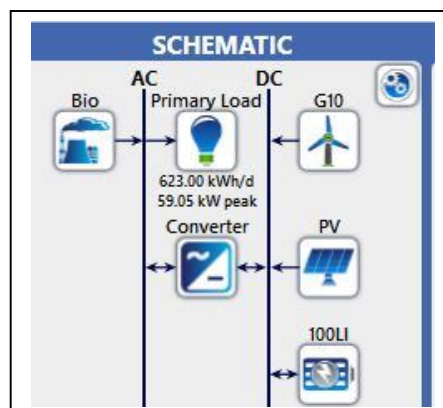 SCHEMATIC
AC DC
Bio Primary Load G10
623.00 kWh/d
59.05 kW peak
Converter PV
100LI